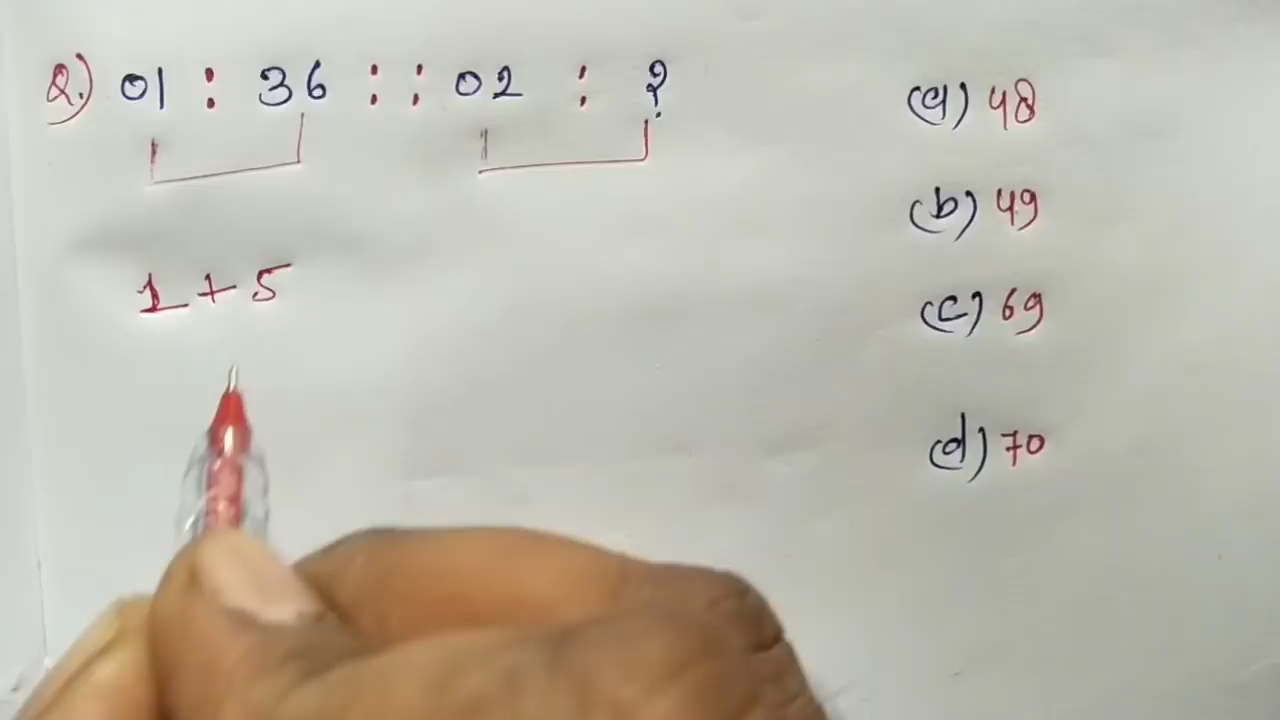 Q.) 01 : 36 : : 02 : ?
1 + 5
(a) 48
(b) 49
(c) 69
(d) 70